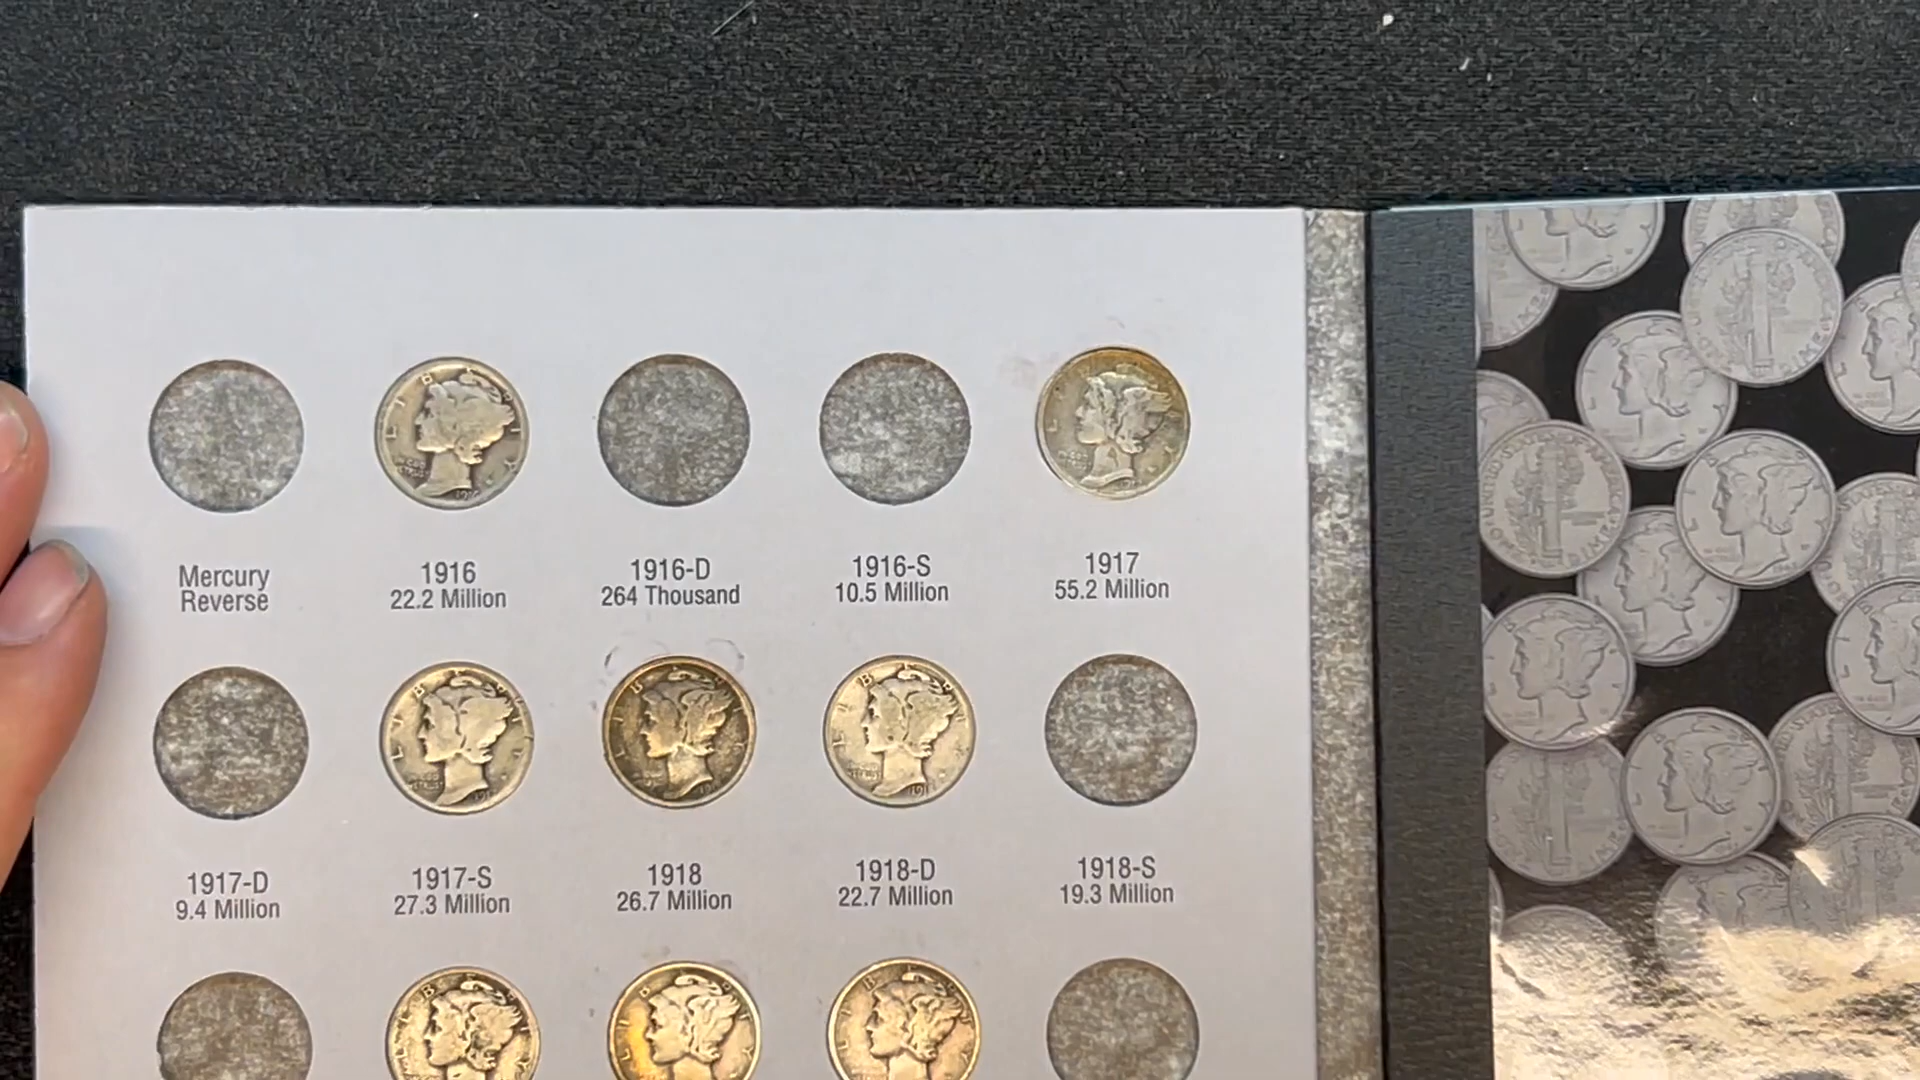 Mercury
Reverse
1916
22.2 Million
1916-D
264 Thousand
1916-S
10.5 Million
1917
55.2 Million
1917-D
9.4 Million
1917-S
27.3 Million
1918
26.7 Million
1918-D
22.7 Million
1918-S
19.3 Million